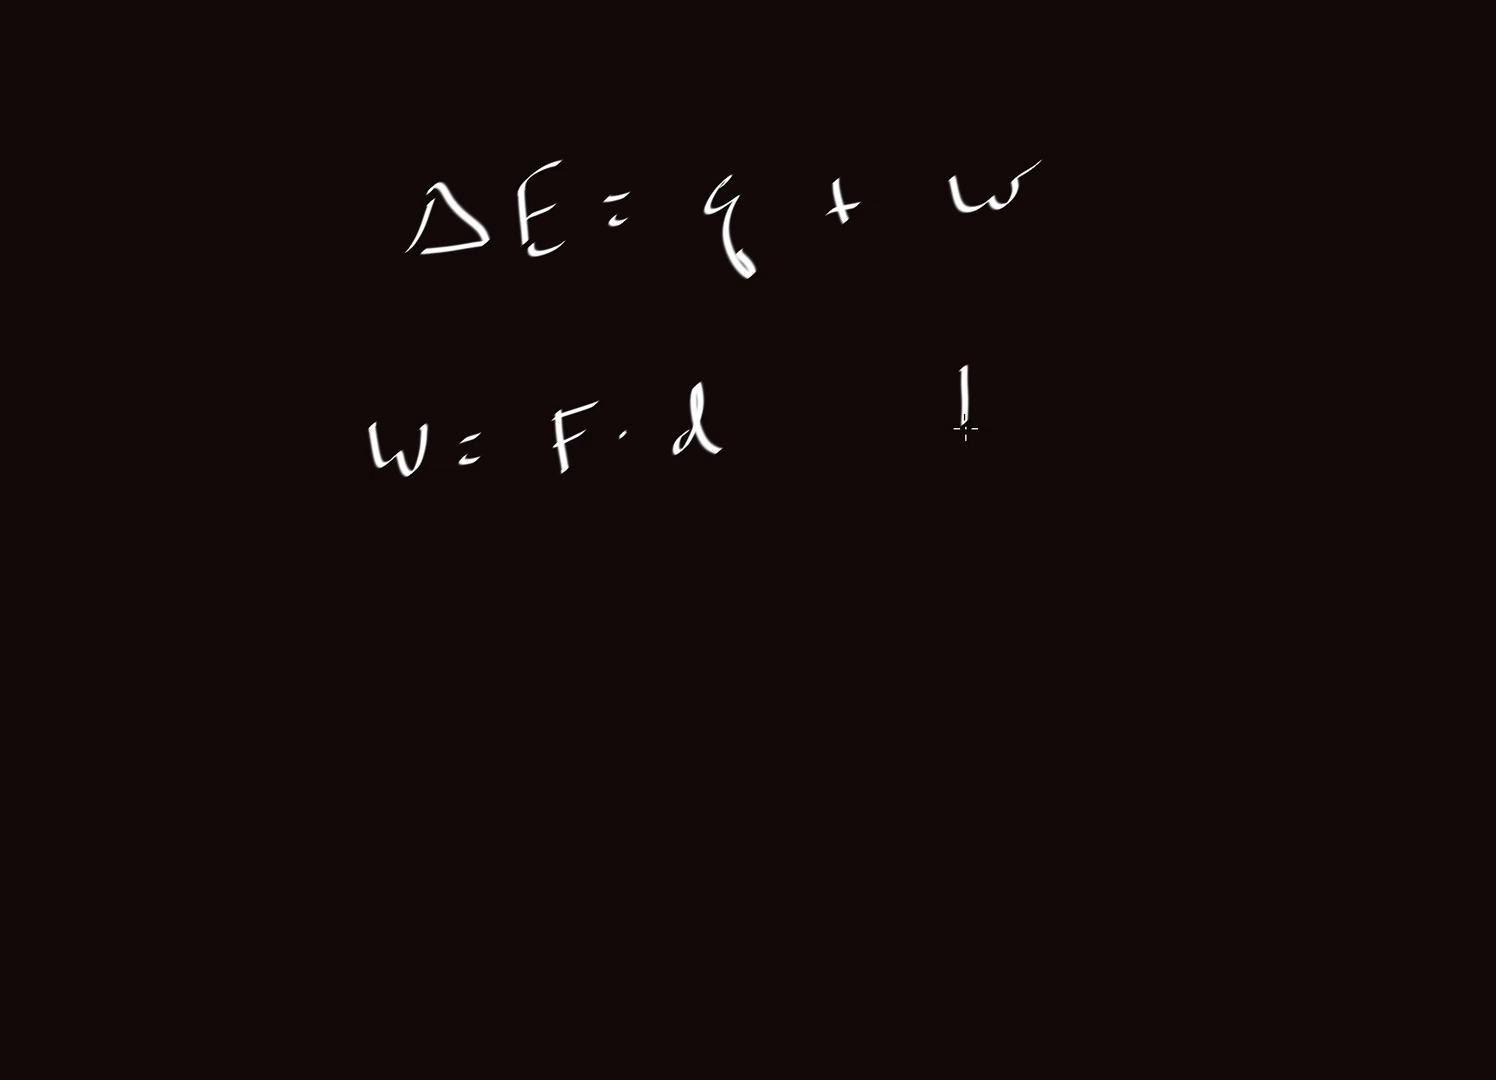 ΔE = q + w
W = F · d